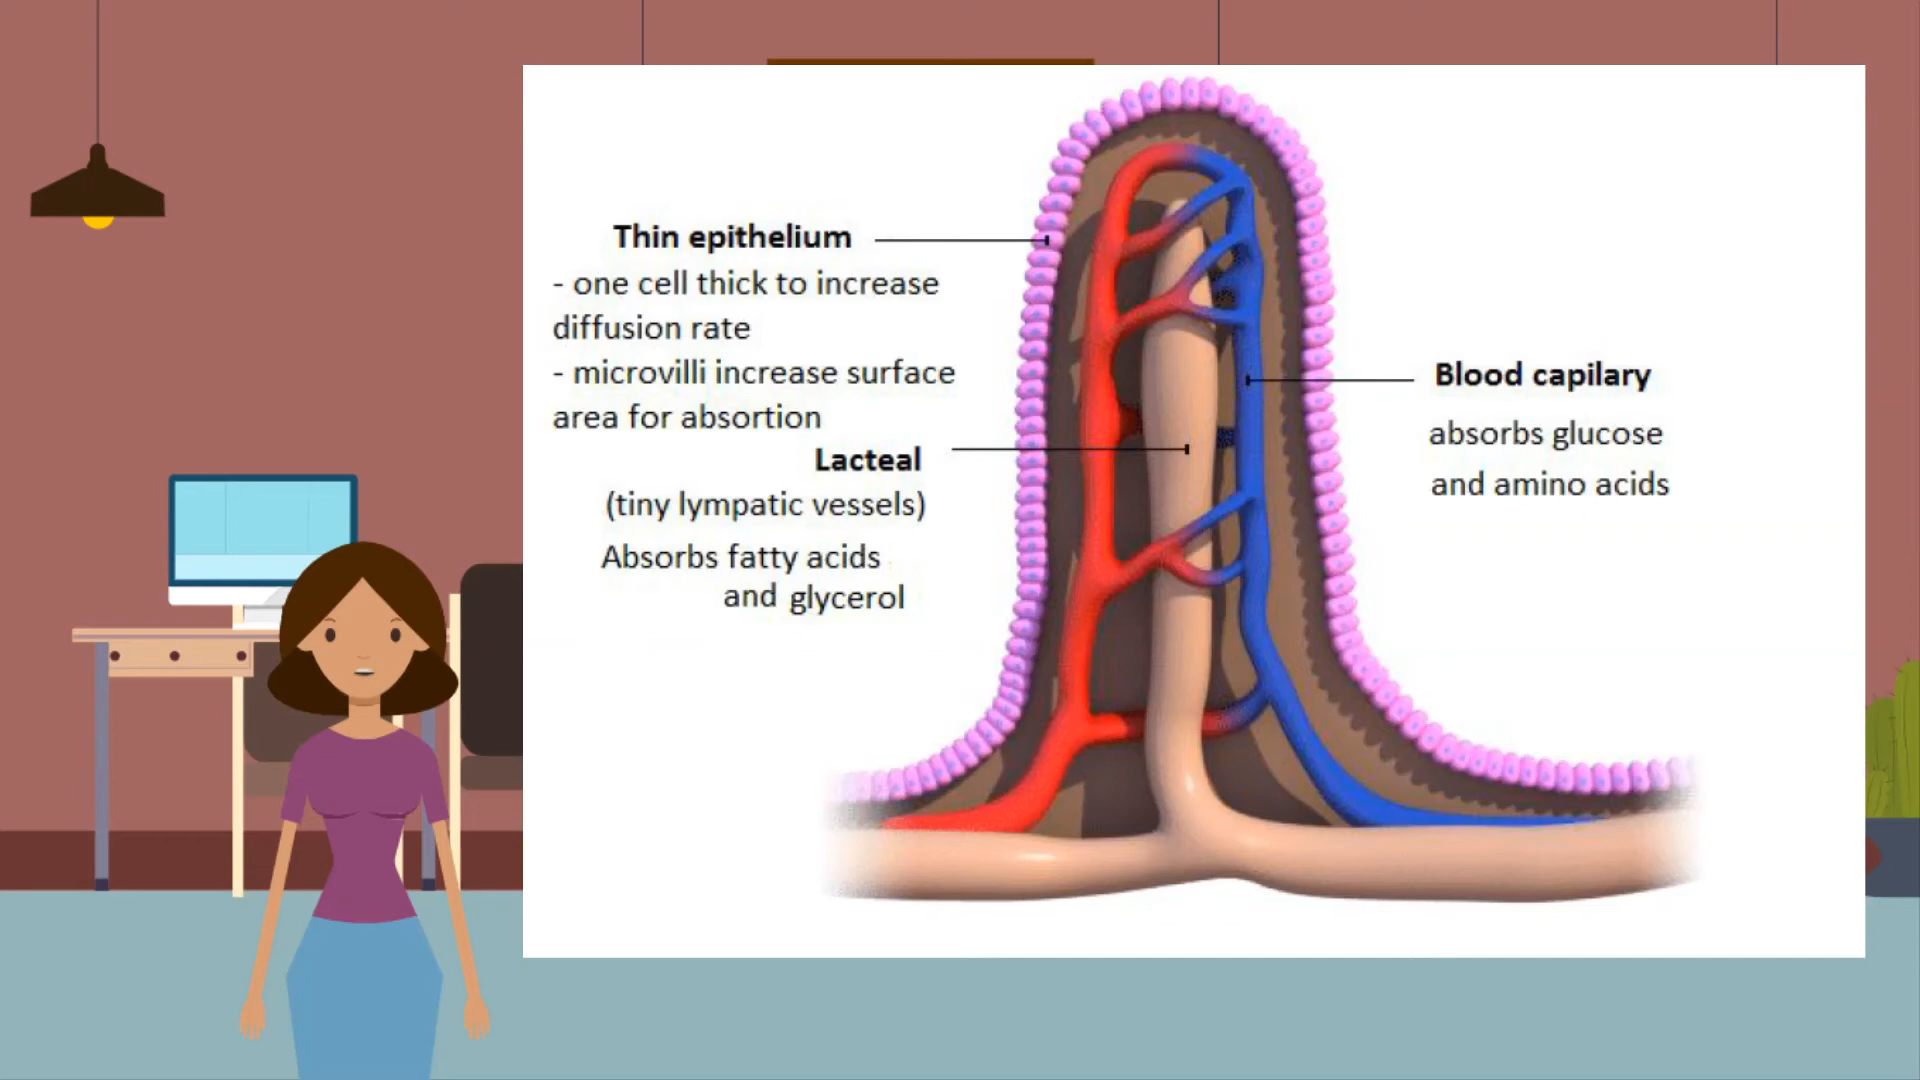 Thin epithelium
- one cell thick to increase
diffusion rate
- microvilli increase surface
area for absortion
Lacteal
(tiny lympatic vessels)
Absorbs fatty acids
and glycerol
Blood capilary
absorbs glucose
and amino acids